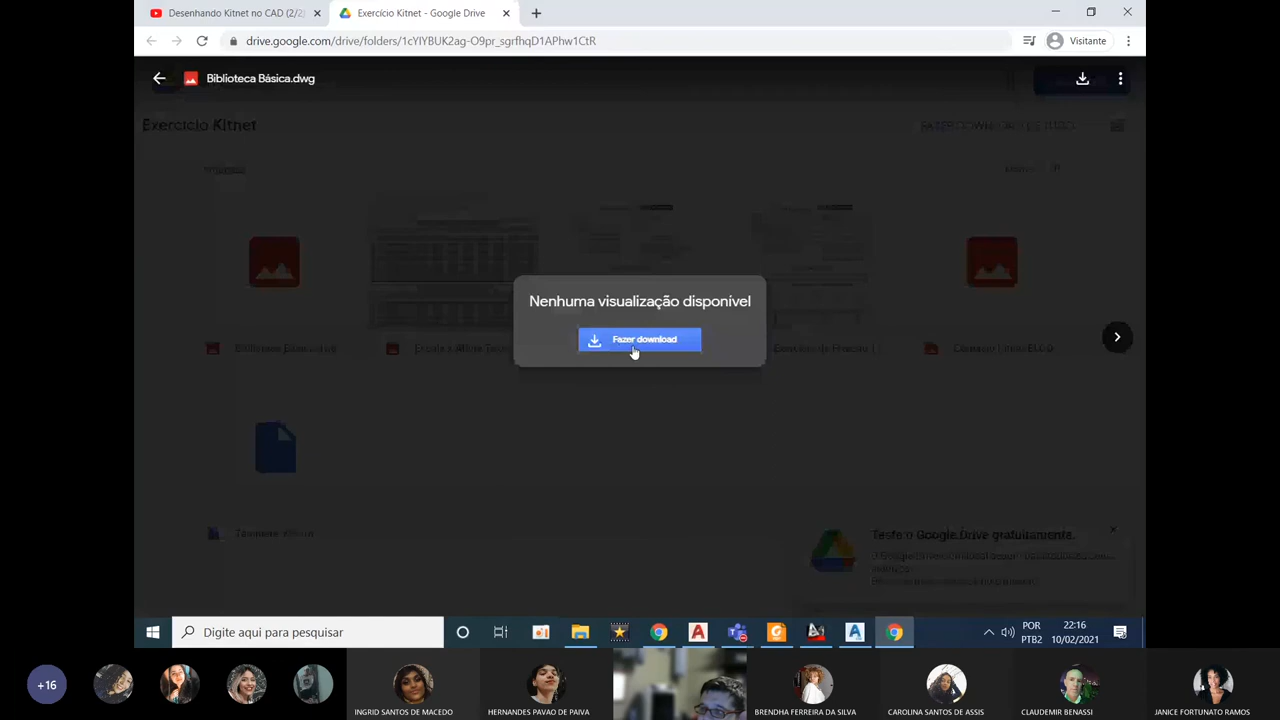 Desenhando Kitnet no CAD (2/2)
Exercício Kitnet - Google Drive
drive.google.com/drive/folders/1cYIYBUK2ag-O9pr_sgrfhqD1APhw1CtR
Visitante
Biblioteca Básica.dwg
Exercício Kitnet
Nenhuma visualização disponível
Fazer download
Teste o Google Drive gratuitamente.
Digite aqui para pesquisar
POR
PTB2
22:16
10/02/2021
+16
INGRID SANTOS DE MACEDO
HERNANDES PAVAO DE PAIVA
BRENDHA FERREIRA DA SILVA
CAROLINA SANTOS DE ASSIS
CLAUDEMIR BENASSI
JANICE FORTUNATO RAMOS